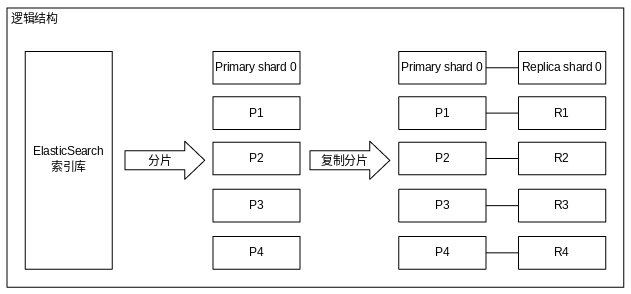 逻辑结构
ElasticSearch
索引库
分片
Primary shard 0
P1
P2
P3
P4
复制分片
Primary shard 0
Replica shard 0
P1
R1
P2
R2
P3
R3
P4
R4